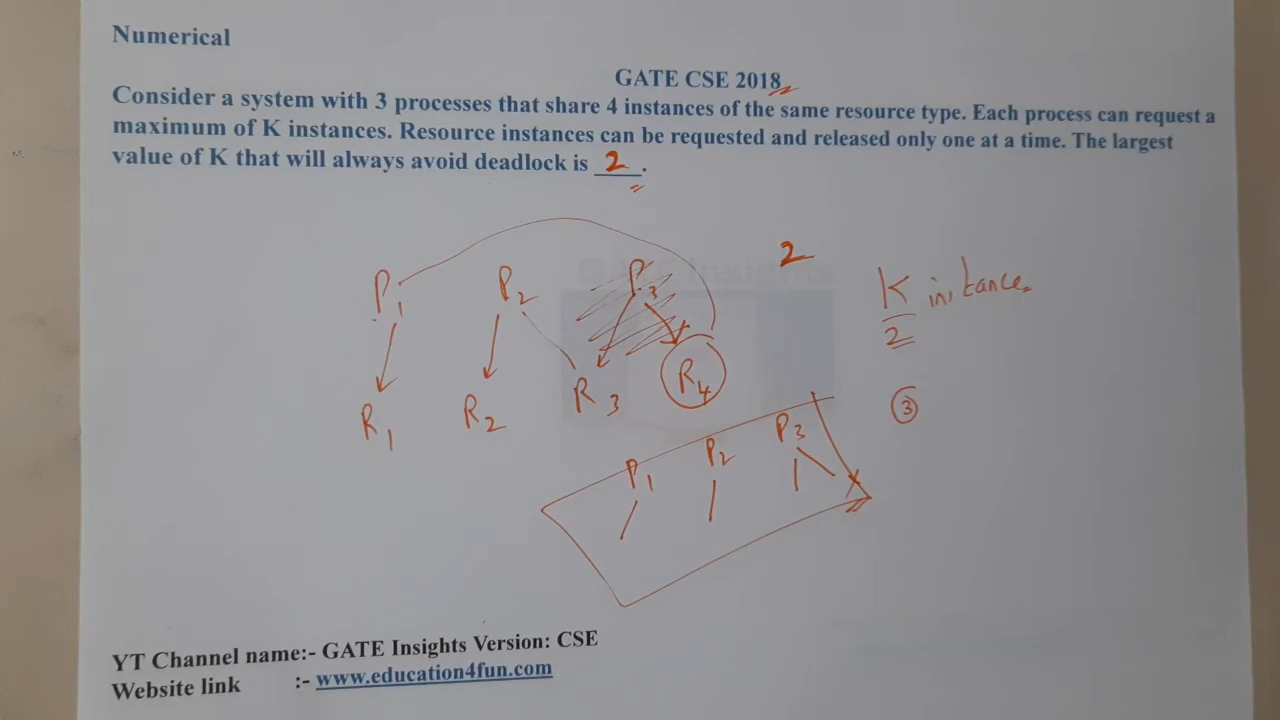 Numerical
GATE CSE 2018
Consider a system with 3 processes that share 4 instances of the same resource type. Each process can request a
maximum of K instances. Resource instances can be requested and released only one at a time. The largest
value of K that will always avoid deadlock is 2.
2
P1 P2 P3
K instance
2
R1 R2 R3 R4
3
P1 P2 P3
YT Channel name:- GATE Insights Version: CSE
Website link :- www.education4fun.com